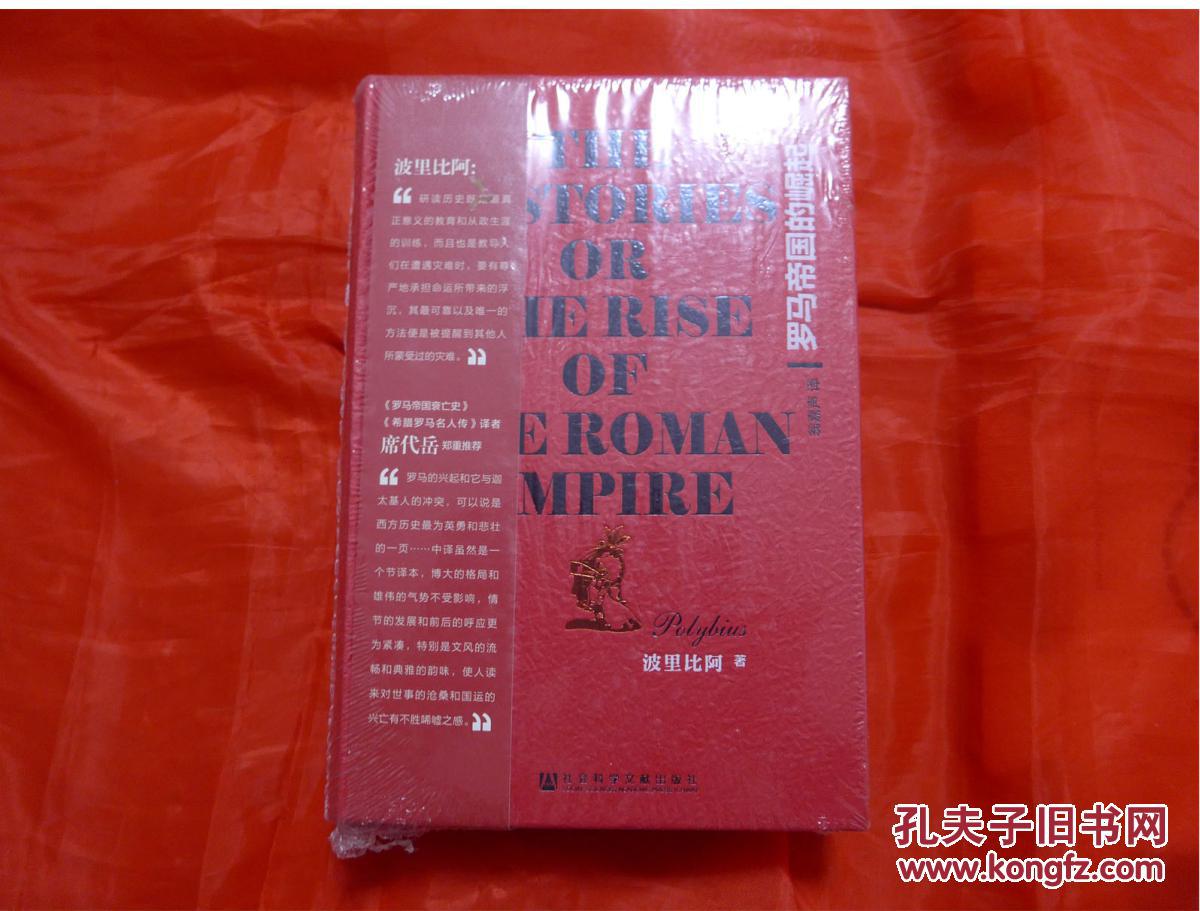 波里比阿:
“研读历史既是最真
正意义的教育和从政生涯
的训练，而且也是教导人
们在遭遇灾难时，要有尊
严地承担命运所带来的浮
沉，其最可靠以及唯一的
方法便是被提醒到其他人
所蒙受过的灾难。”
《罗马帝国衰亡史》
《希腊罗马名人传》译者
席代岳 郑重推荐
“罗马的兴起和它与迦
太基人的冲突，可以说是
西方历史最为英勇和悲壮
的一页……中译虽然是一
个节译本，博大的格局和
雄伟的气势不受影响，情
节的发展和前后的呼应更
为紧凑，特别是文风的流
畅和典雅的韵味，使人读
来对世事的沧桑和国运的
兴亡有不胜唏嘘之感。”
THE
STORIES
OR
HE RISE
OF
E ROMAN
MPIRE
罗马帝国的崛起
翁嘉声 译
Polybius
波里比阿 著
社会科学文献出版社
孔夫子旧书网
www.kongfz.com